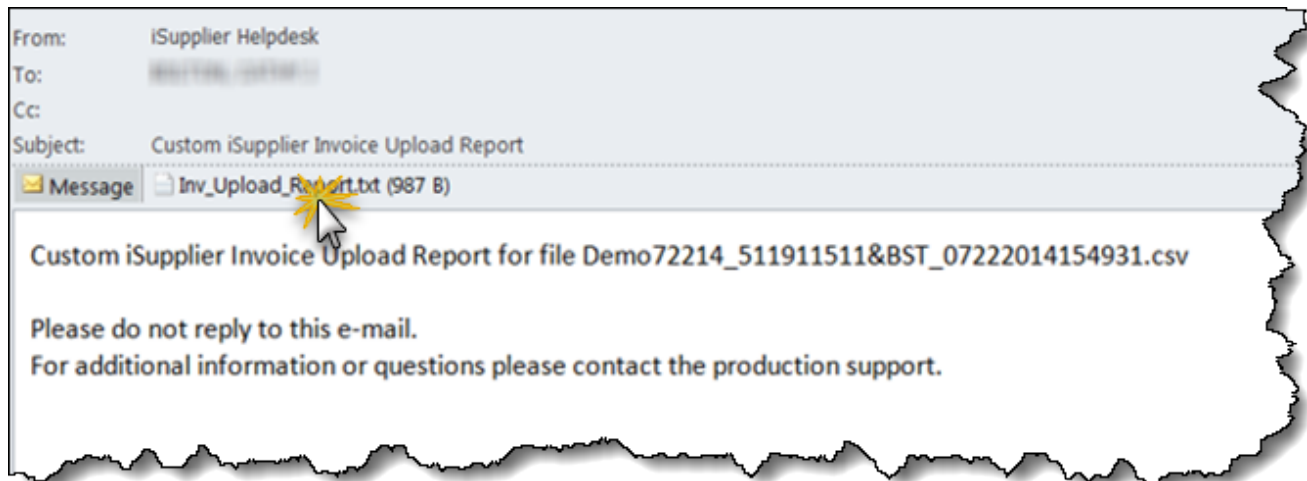 From: iSupplier Helpdesk
To:
Cc:
Subject: Custom iSupplier Invoice Upload Report
Message Inv_Upload_Report.txt (987 B)
Custom iSupplier Invoice Upload Report for file Demo72214_511911511&BST_07222014154931.csv
Please do not reply to this e-mail.
For additional information or questions please contact the production support.